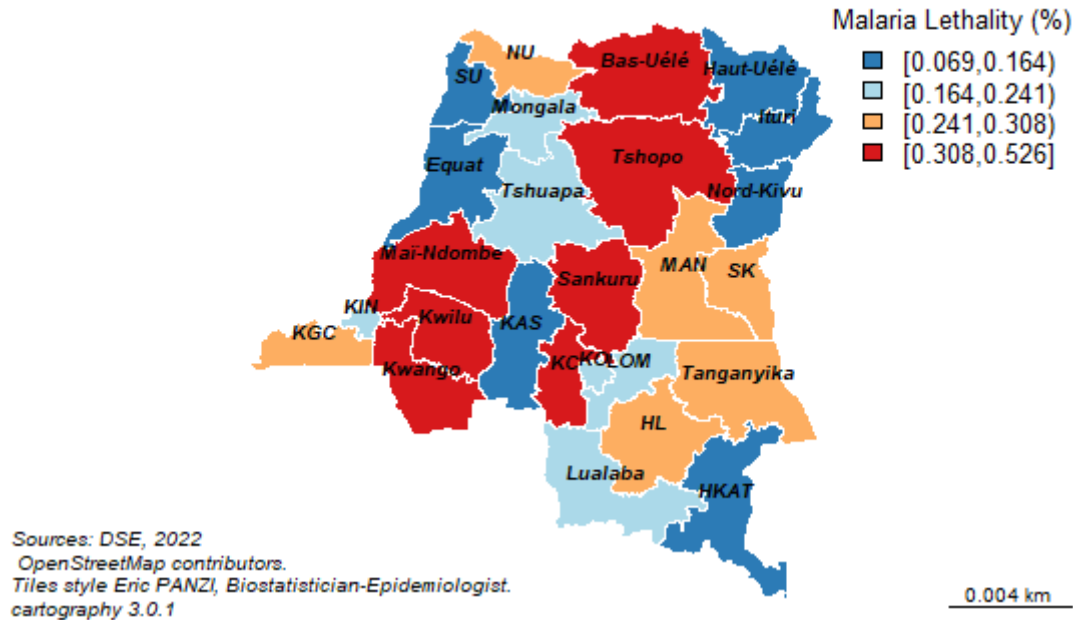 Malaria Lethality (%)
[0.069,0.164)
[0.164,0.241)
[0.241,0.308)
[0.308,0.526]
NU
Bas-Uélé
Haut-Uélé
SU
Mongala
Ituri
Equat
Tshopo
Tshuapa
Nord-Kivu
Maï-Ndombe
MAN
SK
Sankuru
KIN
KGC
Kwilu
KAS
Kwango
KC
KO
LOM
Tanganyika
HL
Lualaba
HKAT
Sources: DSE, 2022
OpenStreetMap contributors.
Tiles style Eric PANZI, Biostatistician-Epidemiologist.
cartography 3.0.1
0.004 km